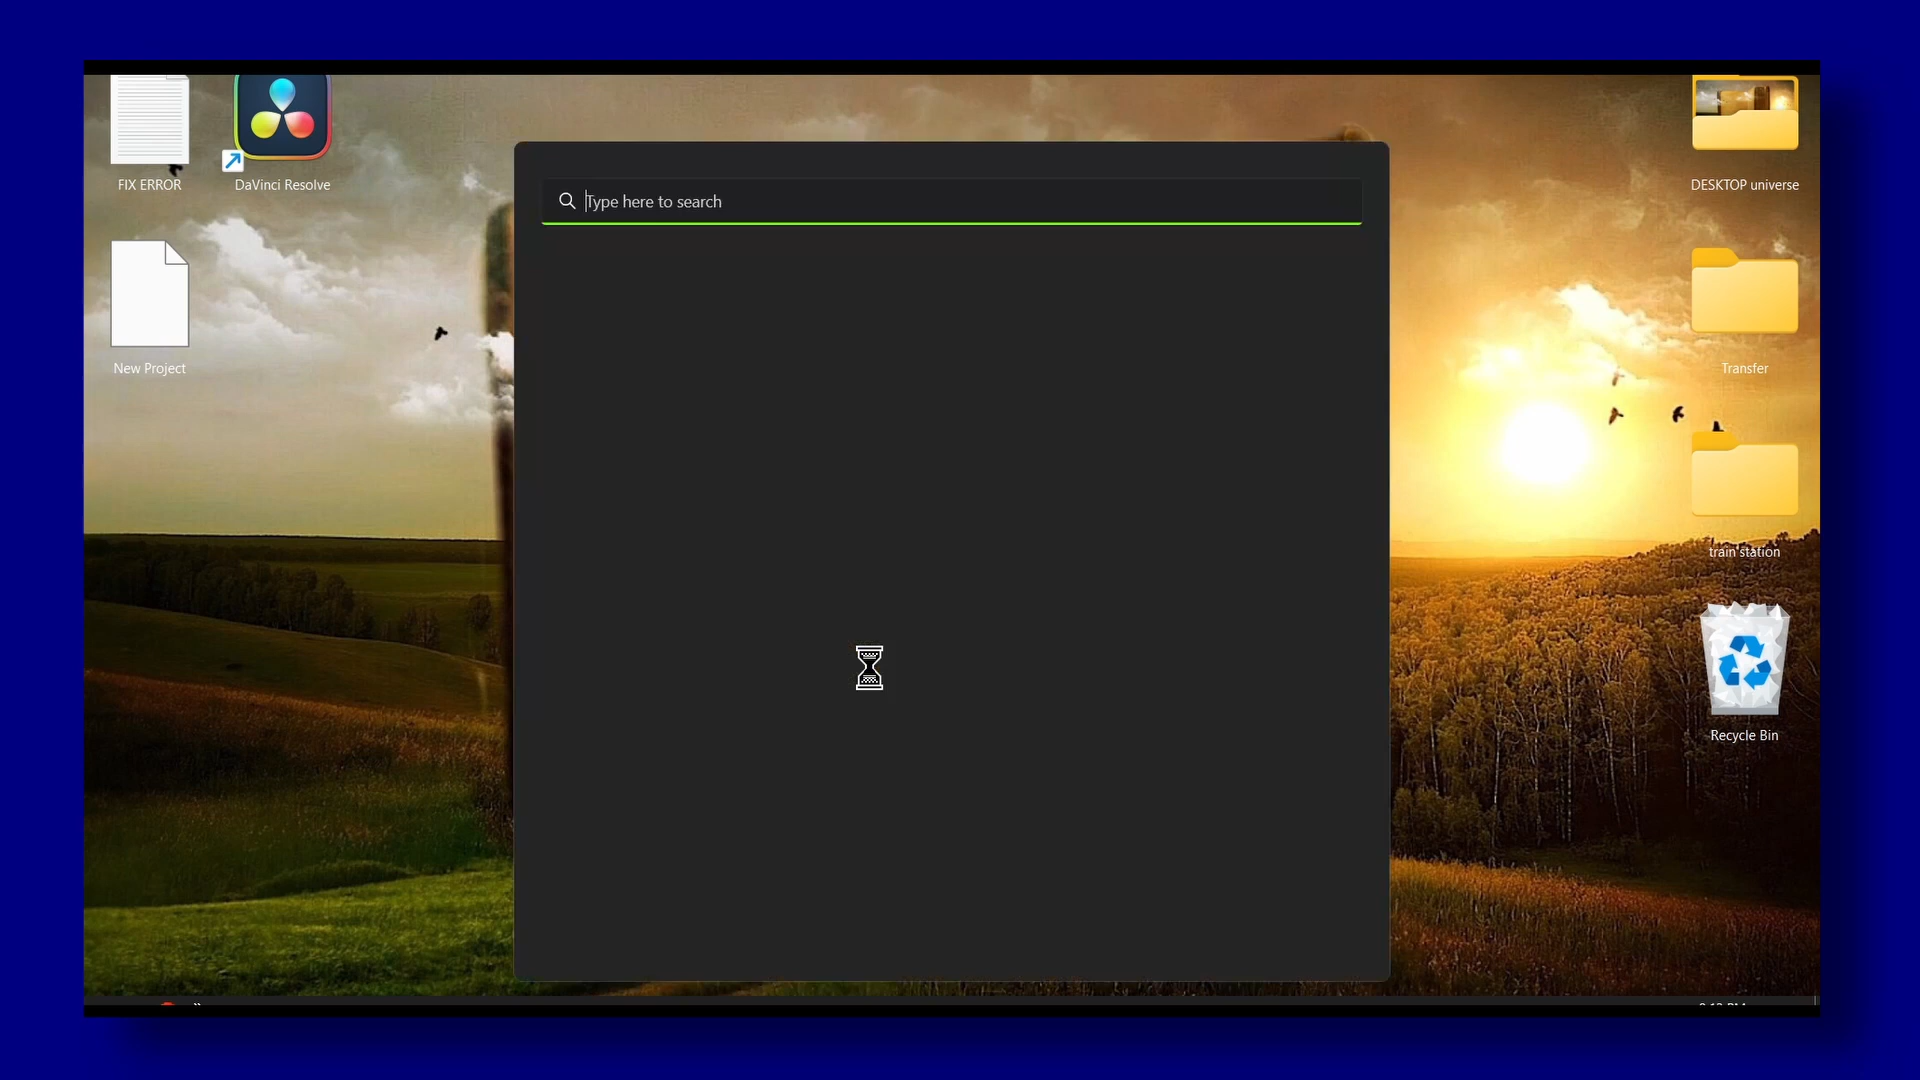 FIX ERROR
DaVinci Resolve
New Project
Type here to search
DESKTOP universe
Transfer
train station
Recycle Bin